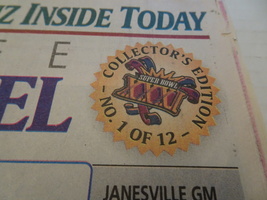 Z INSIDE TODAY
E E
EL
COLLECTOR'S EDITION
SUPER BOWL
XXXI
- NO. 1 OF 12 -
JANESVILLE GM